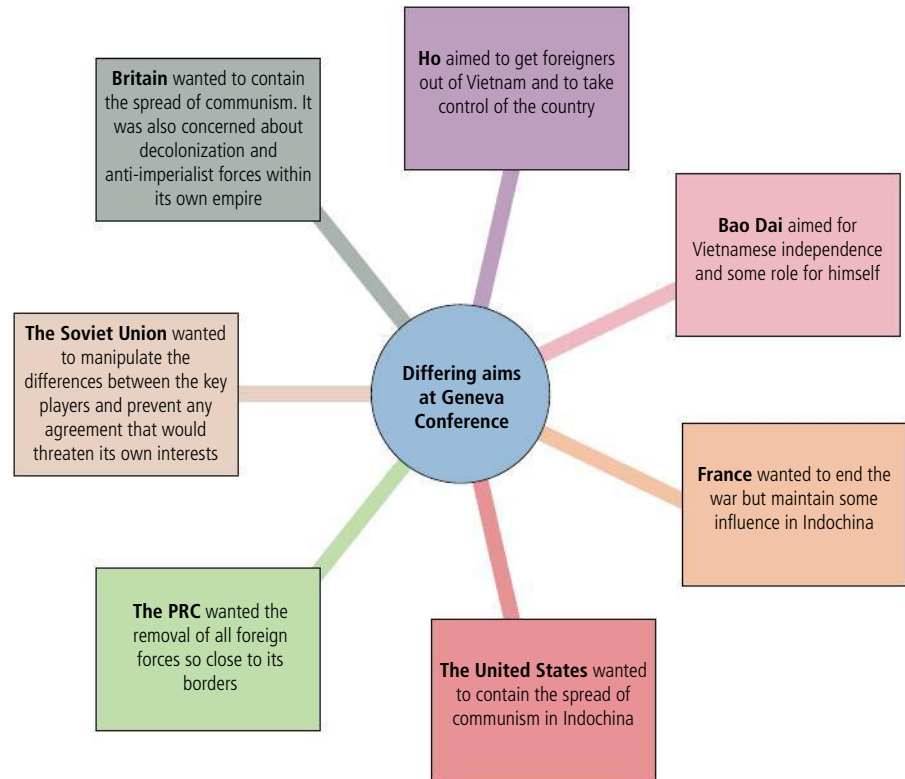 Differing aims
at Geneva
Conference
Ho aimed to get foreigners
out of Vietnam and to take
control of the country
Bao Dai aimed for
Vietnamese independence
and some role for himself
France wanted to end the
war but maintain some
influence in Indochina
The United States wanted
to contain the spread of
communism in Indochina
The PRC wanted the
removal of all foreign
forces so close to its
borders
The Soviet Union wanted
to manipulate the
differences between the key
players and prevent any
agreement that would
threaten its own interests
Britain wanted to contain
the spread of communism. It
was also concerned about
decolonization and
anti-imperialist forces within
its own empire